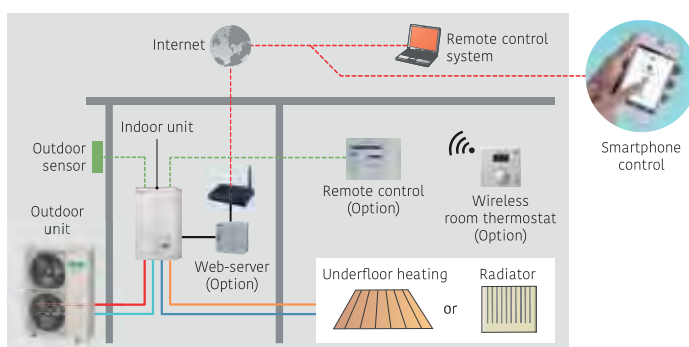 Internet
Remote control
system
Smartphone
control
Indoor unit
Outdoor
sensor
Outdoor
unit
Remote control
(Option)
Wireless
room thermostat
(Option)
Web-server
(Option)
Underfloor heating
or
Radiator